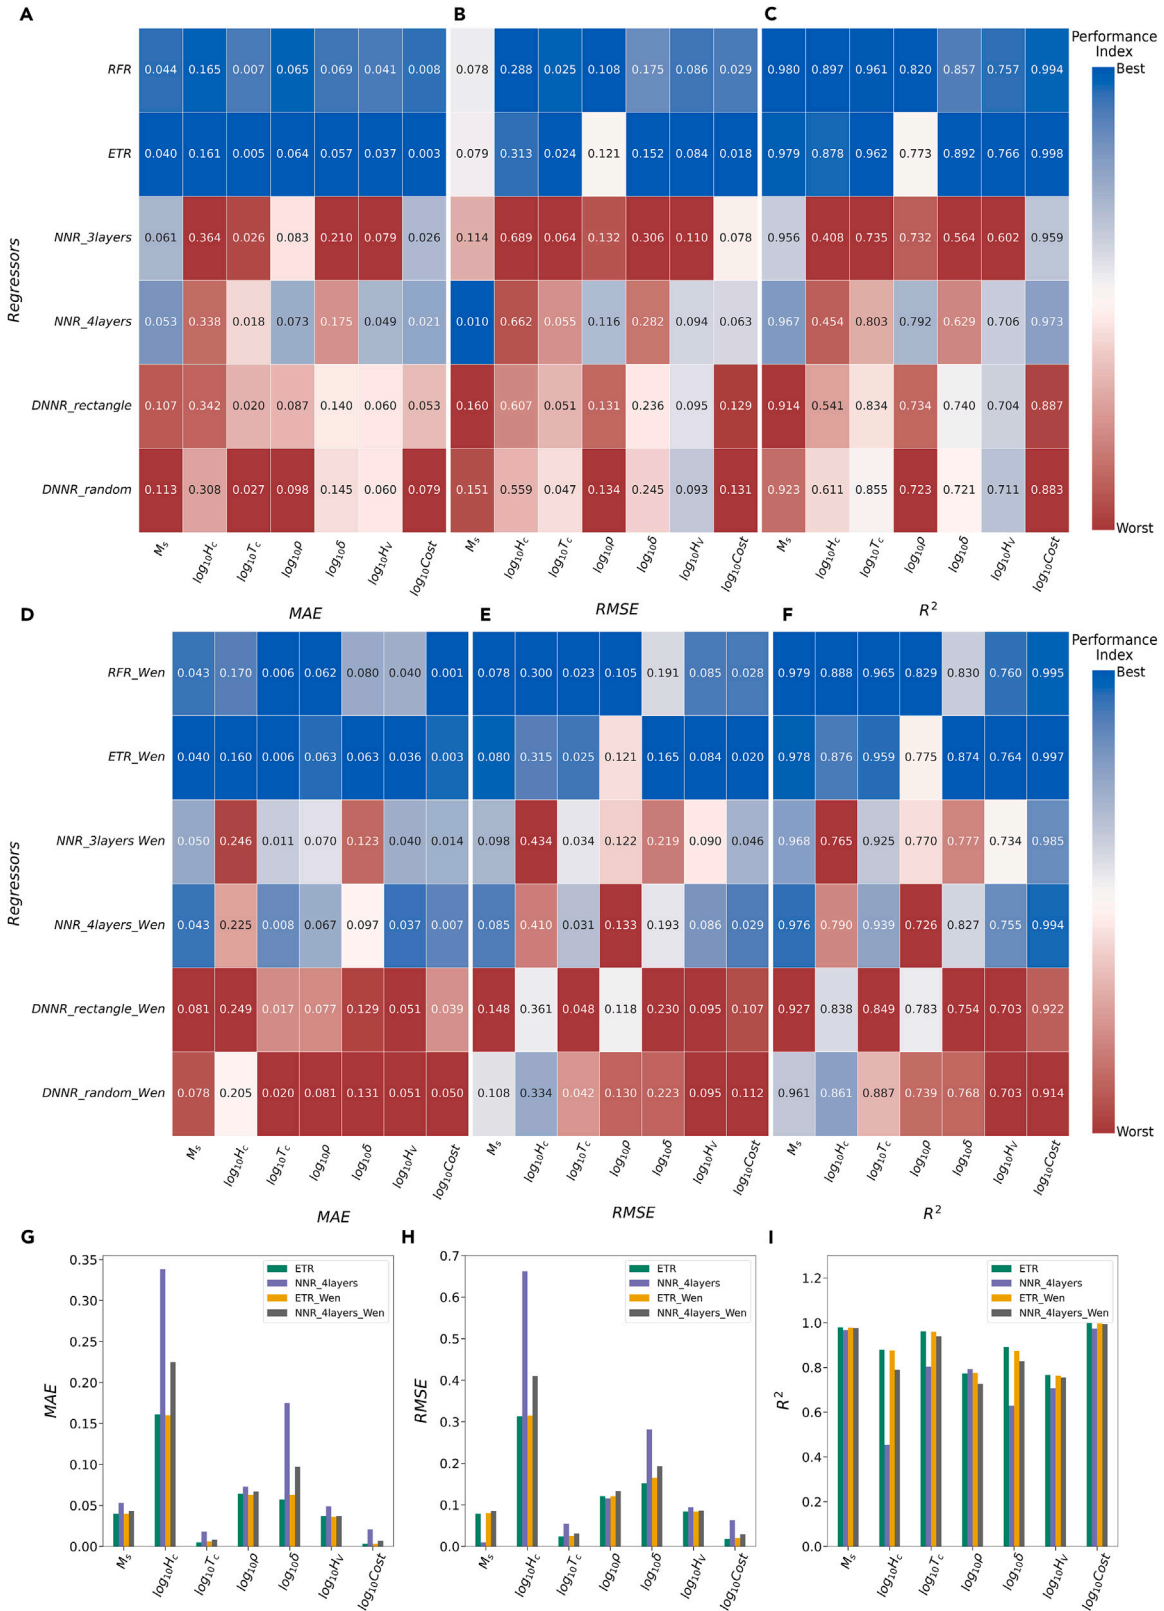 A
B
C
Performance
Index
Best
Worst
Regressors
RFR 0.044 0.165 0.007 0.065 0.069 0.041 0.008 0.078 0.288 0.025 0.108 0.175 0.086 0.029 0.980 0.897 0.961 0.820 0.857 0.757 0.994
ETR 0.040 0.161 0.005 0.064 0.057 0.037 0.003 0.079 0.313 0.024 0.121 0.152 0.084 0.018 0.979 0.878 0.962 0.773 0.892 0.766 0.998
NNR_3layers 0.061 0.364 0.026 0.083 0.210 0.079 0.026 0.114 0.689 0.064 0.132 0.306 0.110 0.078 0.956 0.408 0.735 0.732 0.564 0.602 0.959
NNR_4layers 0.053 0.338 0.018 0.073 0.175 0.049 0.021 0.010 0.662 0.055 0.116 0.282 0.094 0.063 0.967 0.454 0.803 0.792 0.629 0.706 0.973
DNNR_rectangle 0.107 0.342 0.020 0.087 0.140 0.060 0.053 0.160 0.607 0.051 0.131 0.236 0.095 0.129 0.914 0.541 0.834 0.734 0.740 0.704 0.887
DNNR_random 0.113 0.308 0.027 0.098 0.145 0.060 0.079 0.151 0.559 0.047 0.134 0.245 0.093 0.131 0.923 0.611 0.855 0.723 0.721 0.711 0.883
Ms log10Hc log10Tc log10ρ log10δ log10Hv log10Cost Ms log10Hc log10Tc log10ρ log10δ log10Hv log10Cost Ms log10Hc log10Tc log10ρ log10δ log10Hv log10Cost
MAE RMSE R²
D
E
F
Performance
Index
Best
Worst
Regressors
RFR_Wen 0.043 0.170 0.006 0.062 0.080 0.040 0.001 0.078 0.300 0.023 0.105 0.191 0.085 0.028 0.979 0.888 0.965 0.829 0.830 0.760 0.995
ETR_Wen 0.040 0.160 0.006 0.063 0.063 0.036 0.003 0.080 0.315 0.025 0.121 0.165 0.084 0.020 0.978 0.876 0.959 0.775 0.874 0.764 0.997
NNR_3layers Wen 0.050 0.246 0.011 0.070 0.123 0.040 0.014 0.098 0.434 0.034 0.122 0.219 0.090 0.046 0.968 0.765 0.925 0.770 0.777 0.734 0.985
NNR_4layers_Wen 0.043 0.225 0.008 0.067 0.097 0.037 0.007 0.085 0.410 0.031 0.133 0.193 0.086 0.029 0.976 0.790 0.939 0.726 0.827 0.755 0.994
DNNR_rectangle_Wen 0.081 0.249 0.017 0.077 0.129 0.051 0.039 0.148 0.361 0.048 0.118 0.230 0.095 0.107 0.927 0.838 0.849 0.783 0.754 0.703 0.922
DNNR_random_Wen 0.078 0.205 0.020 0.081 0.131 0.051 0.050 0.108 0.334 0.042 0.130 0.223 0.095 0.112 0.961 0.861 0.887 0.739 0.768 0.703 0.914
Ms log10Hc log10Tc log10ρ log10δ log10Hv log10Cost Ms log10Hc log10Tc log10ρ log10δ log10Hv log10Cost Ms log10Hc log10Tc log10ρ log10δ log10Hv log10Cost
MAE RMSE R²
G
MAE
0.35
0.30
0.25
0.20
0.15
0.10
0.05
0.00
ETR
NNR_4layers
ETR_Wen
NNR_4layers_Wen
Ms log10Hc log10Tc log10ρ log10δ log10Hv log10Cost
H
RMSE
0.7
0.6
0.5
0.4
0.3
0.2
0.1
0.0
ETR
NNR_4layers
ETR_Wen
NNR_4layers_Wen
Ms log10Hc log10Tc log10ρ log10δ log10Hv log10Cost
I
R²
1.2
1.0
0.8
0.6
0.4
0.2
0.0
ETR
NNR_4layers
ETR_Wen
NNR_4layers_Wen
Ms log10Hc log10Tc log10ρ log10δ log10Hv log10Cost